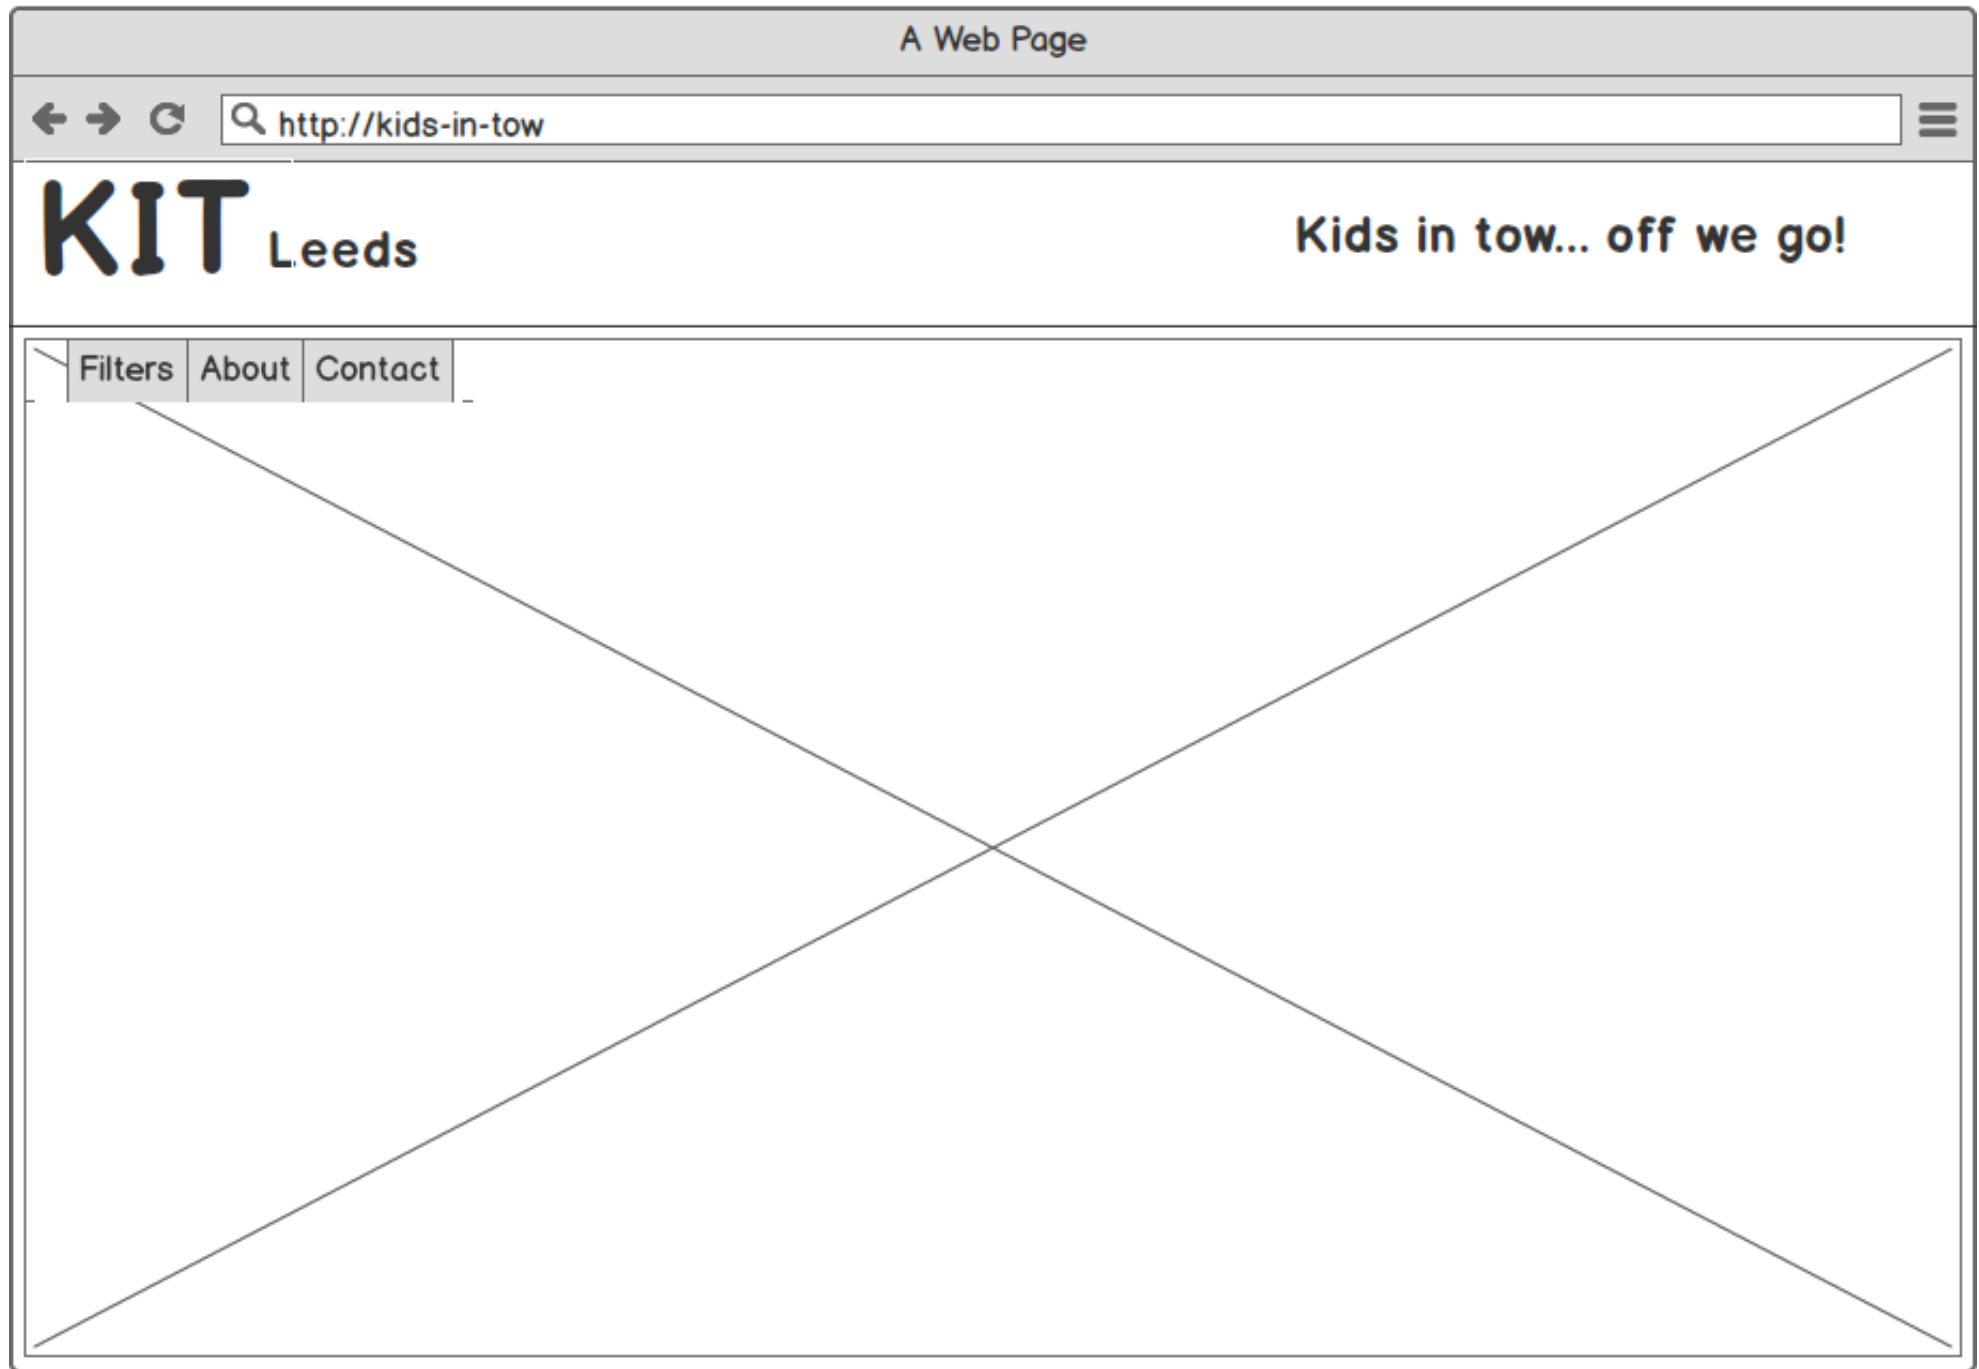 A Web Page
http://kids-in-tow
KIT Leeds
Kids in tow... off we go!
Filters About Contact